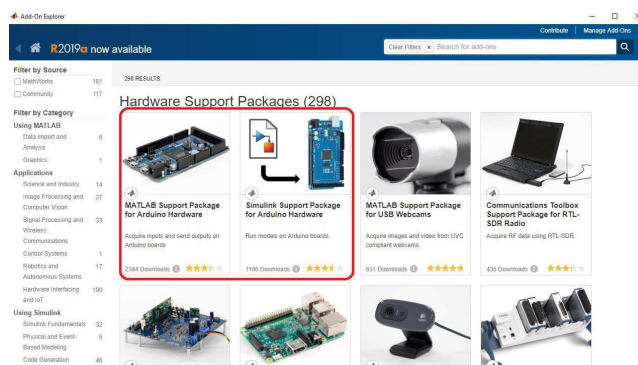 Add-On Explorer
Contribute
Manage Add-Ons
R2019a now available
Clear Filters × Search for add-ons
Filter by Source
MathWorks 181
Community 117
Filter by Category
Using MATLAB
Data Import and Analysis 6
Graphics 1
Applications
Science and Industry 14
Image Processing and Computer Vision 27
Signal Processing and Wireless Communications 33
Control Systems 1
Robotics and Autonomous Systems 17
Hardware Interfacing and IoT 190
Using Simulink
Simulink Fundamentals 32
Physical and Event-Based Modeling 5
Code Generation 46
298 RESULTS
Hardware Support Packages (298)
MATLAB Support Package
for Arduino Hardware
Acquire inputs and send outputs on
Arduino boards
2384 Downloads
Simulink Support Package
for Arduino Hardware
Run models on Arduino boards.
1166 Downloads
MATLAB Support Package
for USB Webcams
Acquire images and video from UVC
compliant webcams.
631 Downloads
Communications Toolbox
Support Package for RTL-
SDR Radio
Acquire RF data using RTL-SDR.
435 Downloads